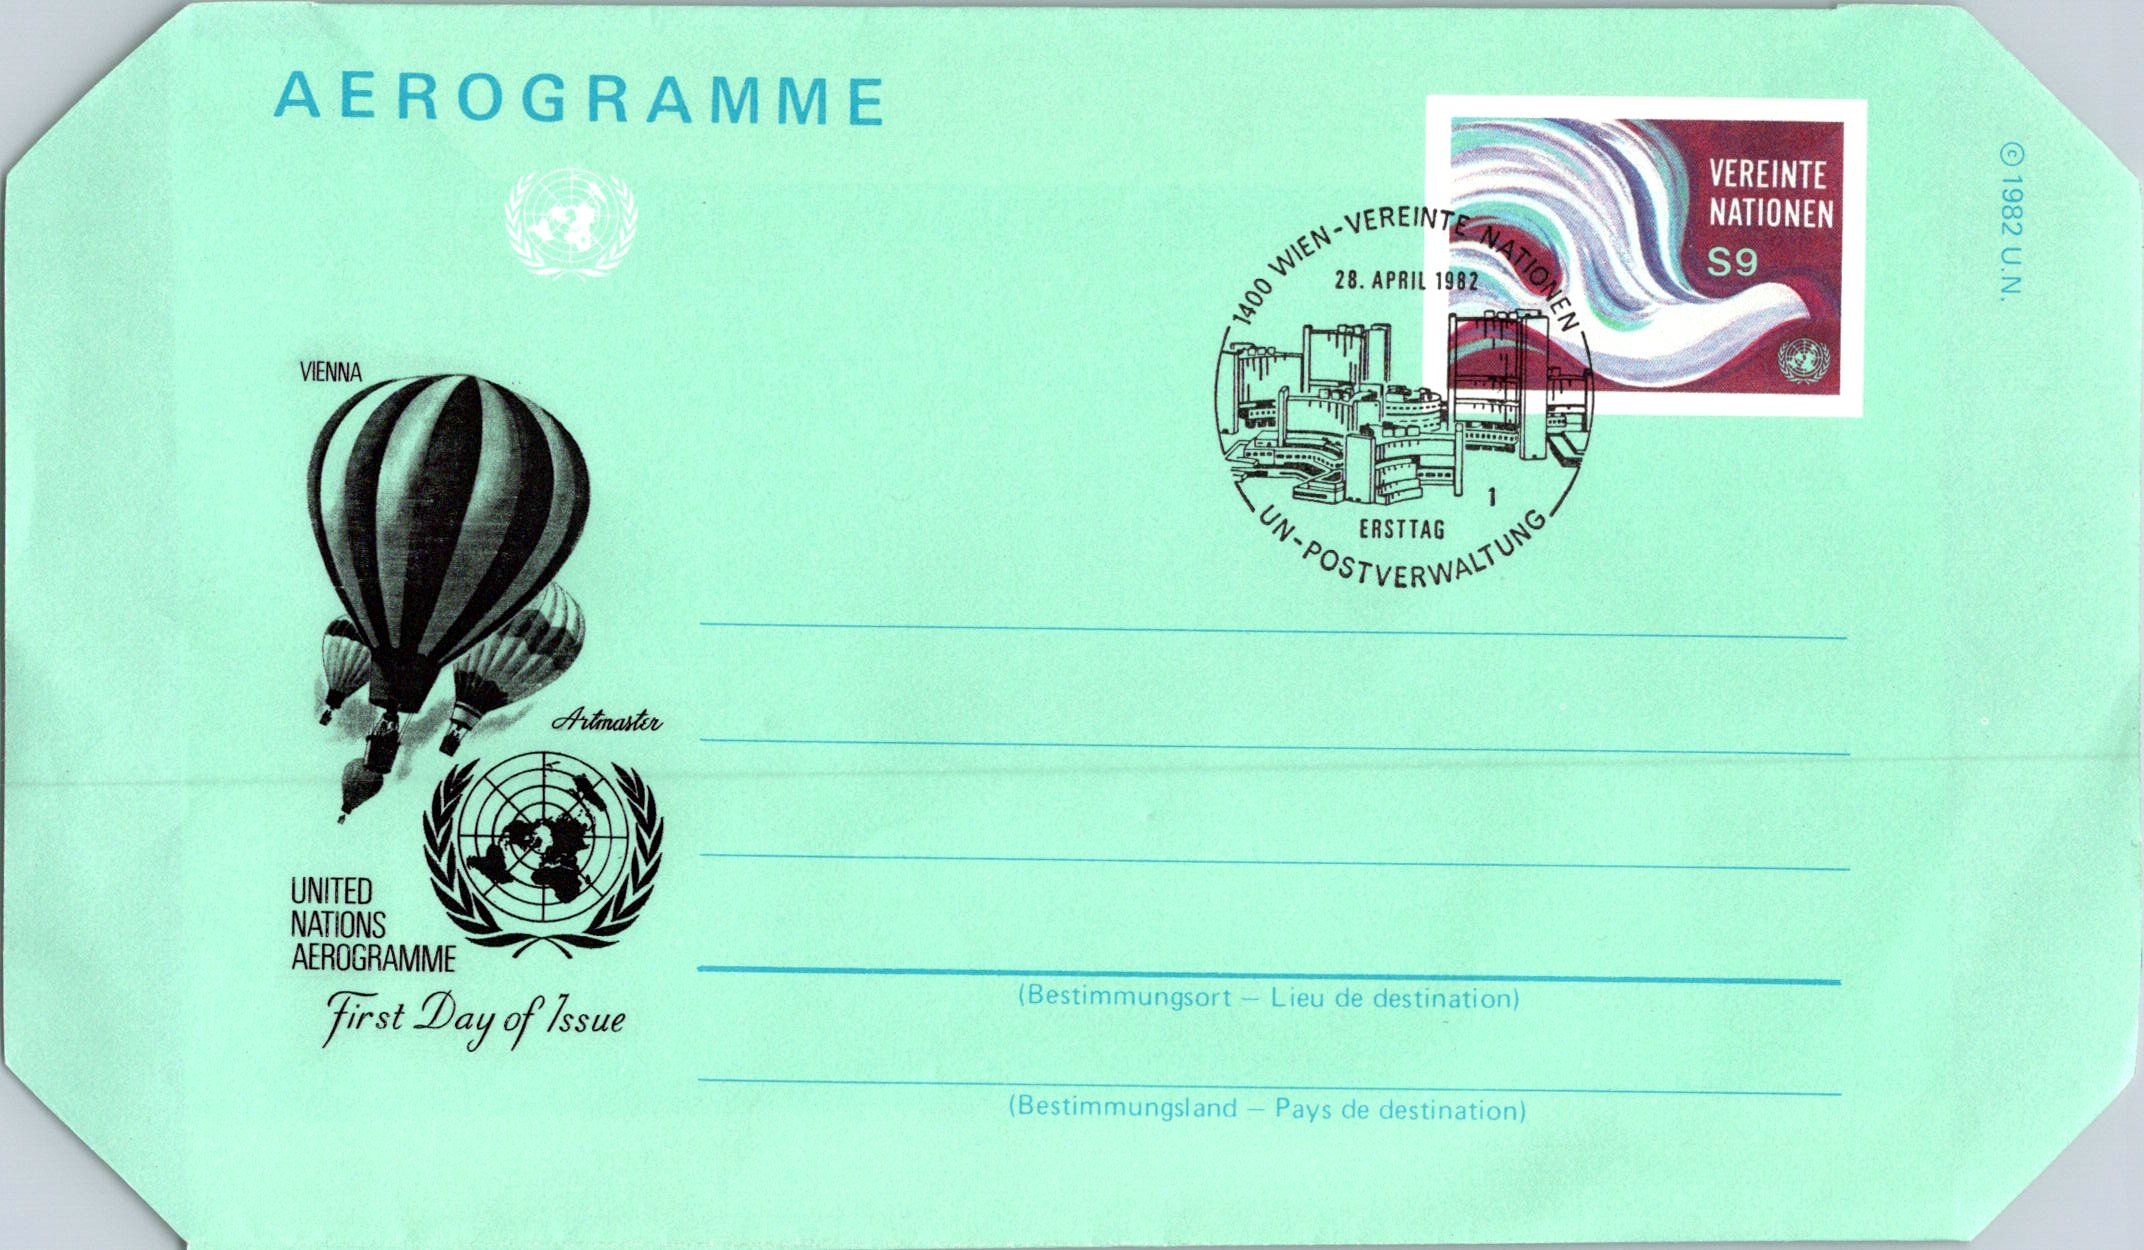 AEROGRAMME
© 1982 U.N.
VEREINTE
NATIONEN
S9
1400 WIEN-VEREINTE NATIONEN
28. APRIL 1982
1
ERSTTAG
UN-POSTVERWALTUNG
VIENNA
Artmaster
UNITED
NATIONS
AEROGRAMME
First Day of Issue
(Bestimmungsort — Lieu de destination)
(Bestimmungsland — Pays de destination)